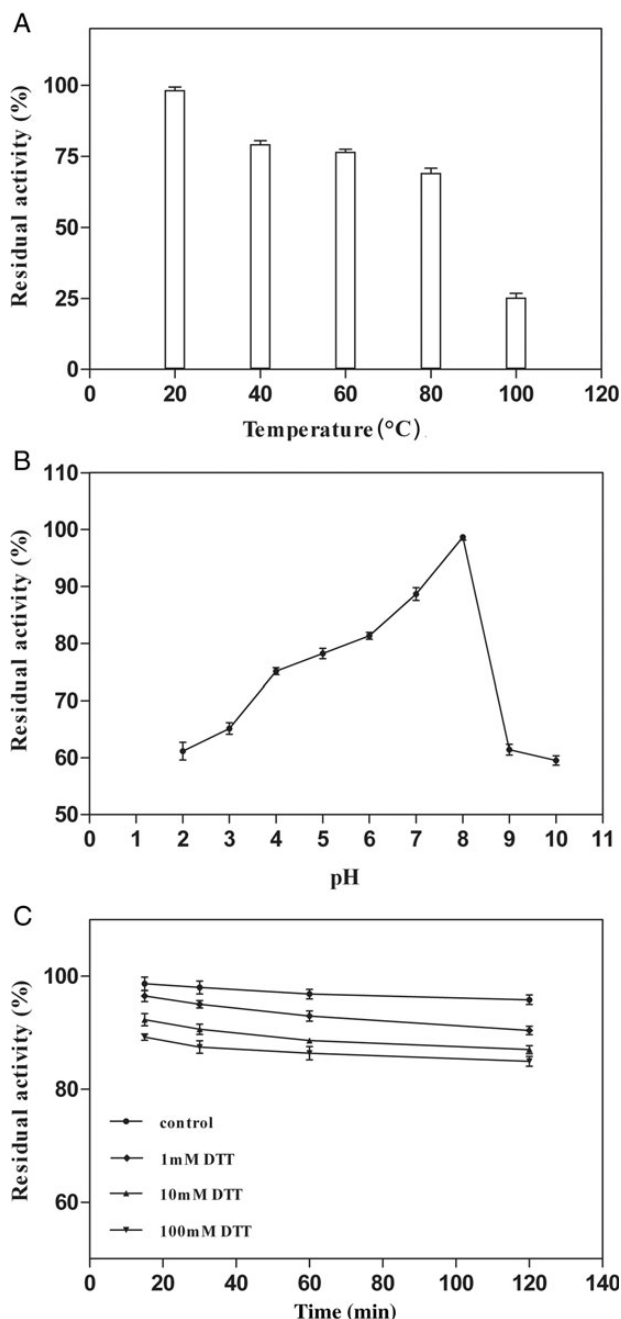 A
Residual activity (%)
100
75
50
25
0
0 20 40 60 80 100 120
Temperature (°C)
B
Residual activity (%)
110
100
90
80
70
60
50
0 1 2 3 4 5 6 7 8 9 10 11
pH
C
Residual activity (%)
100
80
60
control
1mM DTT
10mM DTT
100mM DTT
0 20 40 60 80 100 120 140
Time (min)